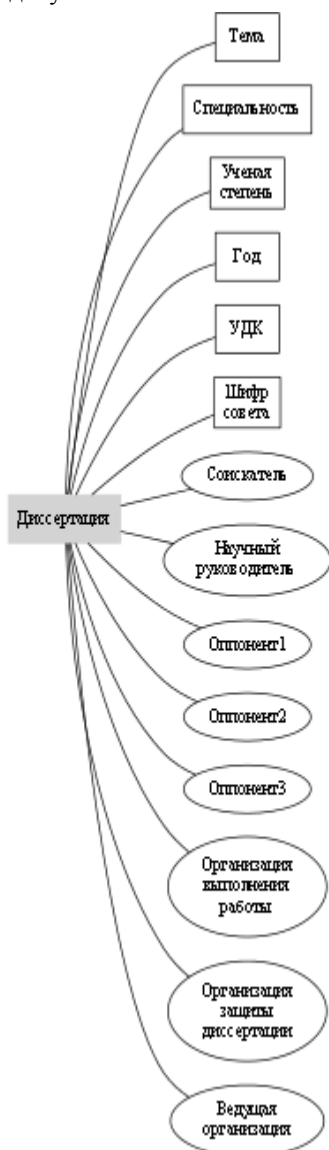 Тема
Специальность
Ученая
степень
Год
УДК
Шифр
совета
Соискатель
Диссертация
Научный
руководитель
Оппонент1
Оппонент2
Оппонент3
Организация
выполнения
работы
Организация
защиты
диссертации
Ведущая
организация